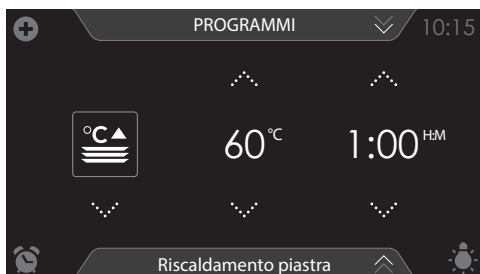 PROGRAMMI 10:15
°C
60 °C 1:00 H:M
Riscaldamento piastra